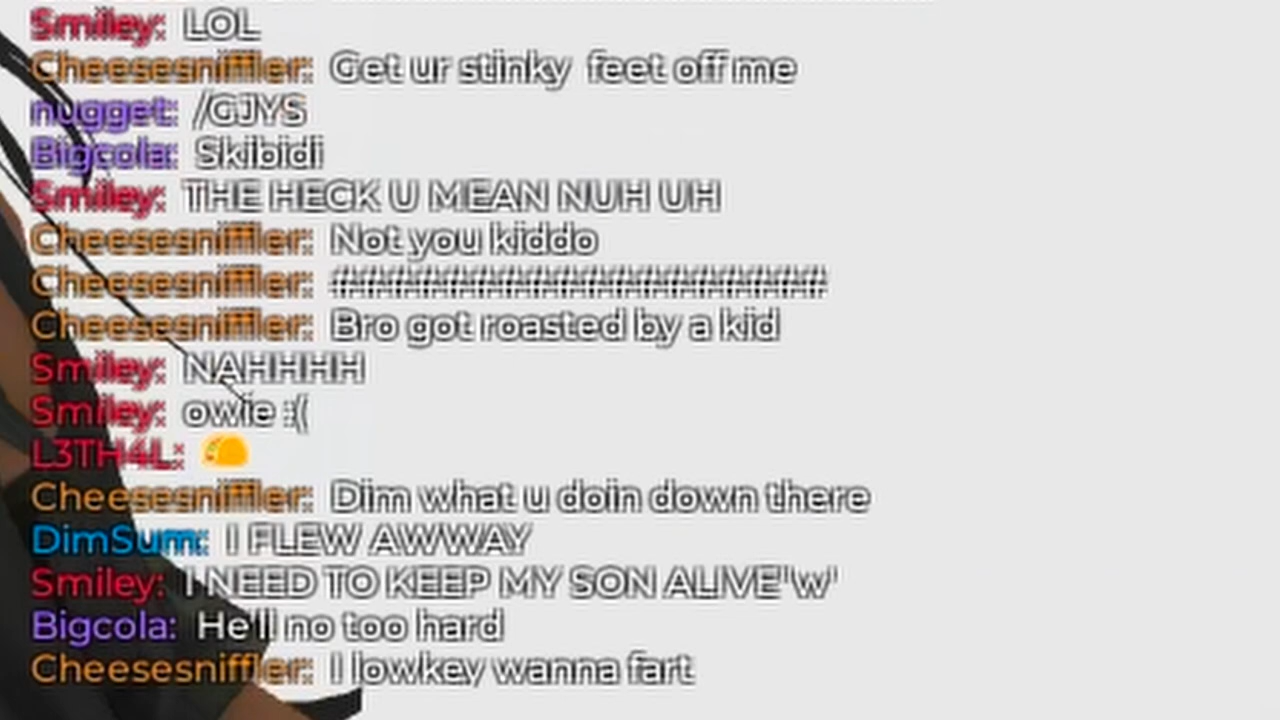 Smiley: LOL
Cheesesniffler: Get ur stinky  feet off me
nugget: /GJYS
Bigcola: Skibidi
Smiley: THE HECK U MEAN NUH UH
Cheesesniffler: Not you kiddo
Cheesesniffler: ##################
Cheesesniffler: Bro got roasted by a kid
Smiley: NAHHHH
Smiley: owie :(
L3TH4L: 🌮
Cheesesniffler: Dim what u doin down there
DimSum: I FLEW AWWAY
Smiley: I NEED TO KEEP MY SON ALIVE'w'
Bigcola: He'll no too hard
Cheesesniffler: I lowkey wanna fart